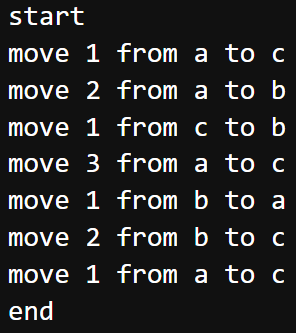 start
move 1 from a to c
move 2 from a to b
move 1 from c to b
move 3 from a to c
move 1 from b to a
move 2 from b to c
move 1 from a to c
end